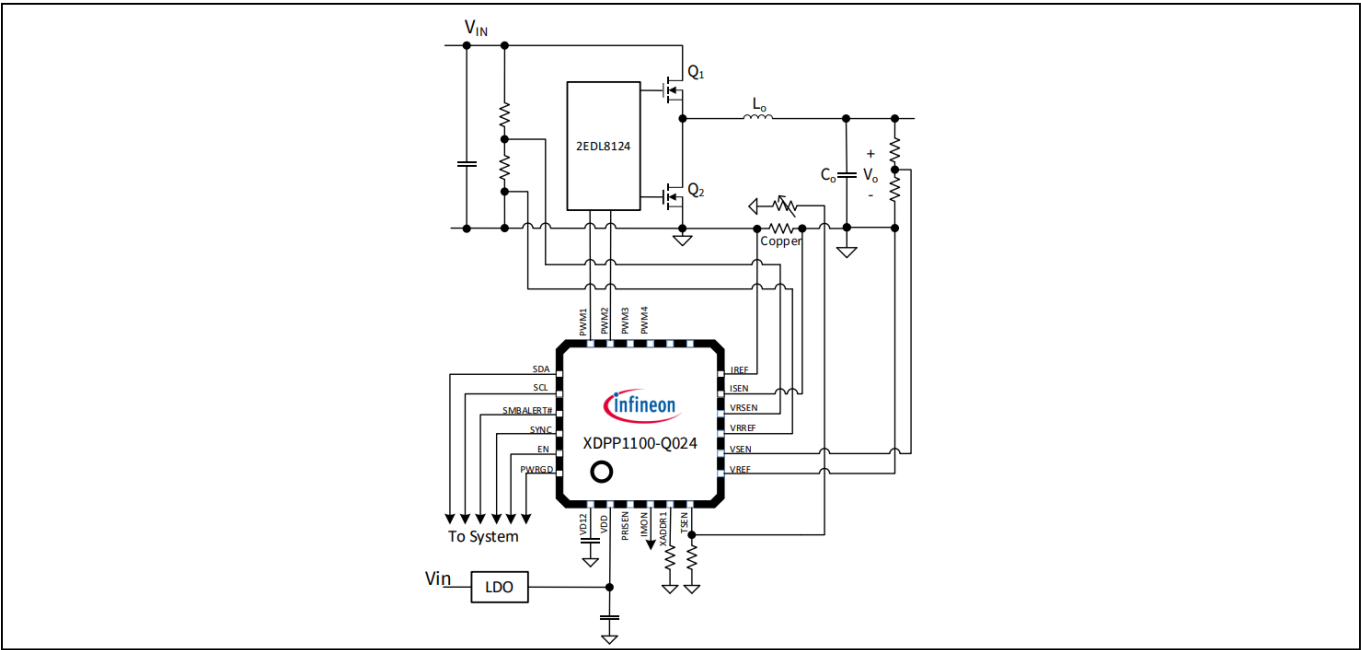 VIN
Q1
Lo
2EDL8124
+
Co
Vo
-
Q2
Copper
PWM1
PWM2
PWM3
PWM4
SDA
SCL
SMBALERT#
SYNC
EN
PWRGD
IREF
ISEN
VRSEN
VRREF
VSEN
VREF
infineon
XDPP1100-Q024
VD12
VDD
PRISEN
IMON
XADDR1
TSEN
To System
Vin
LDO